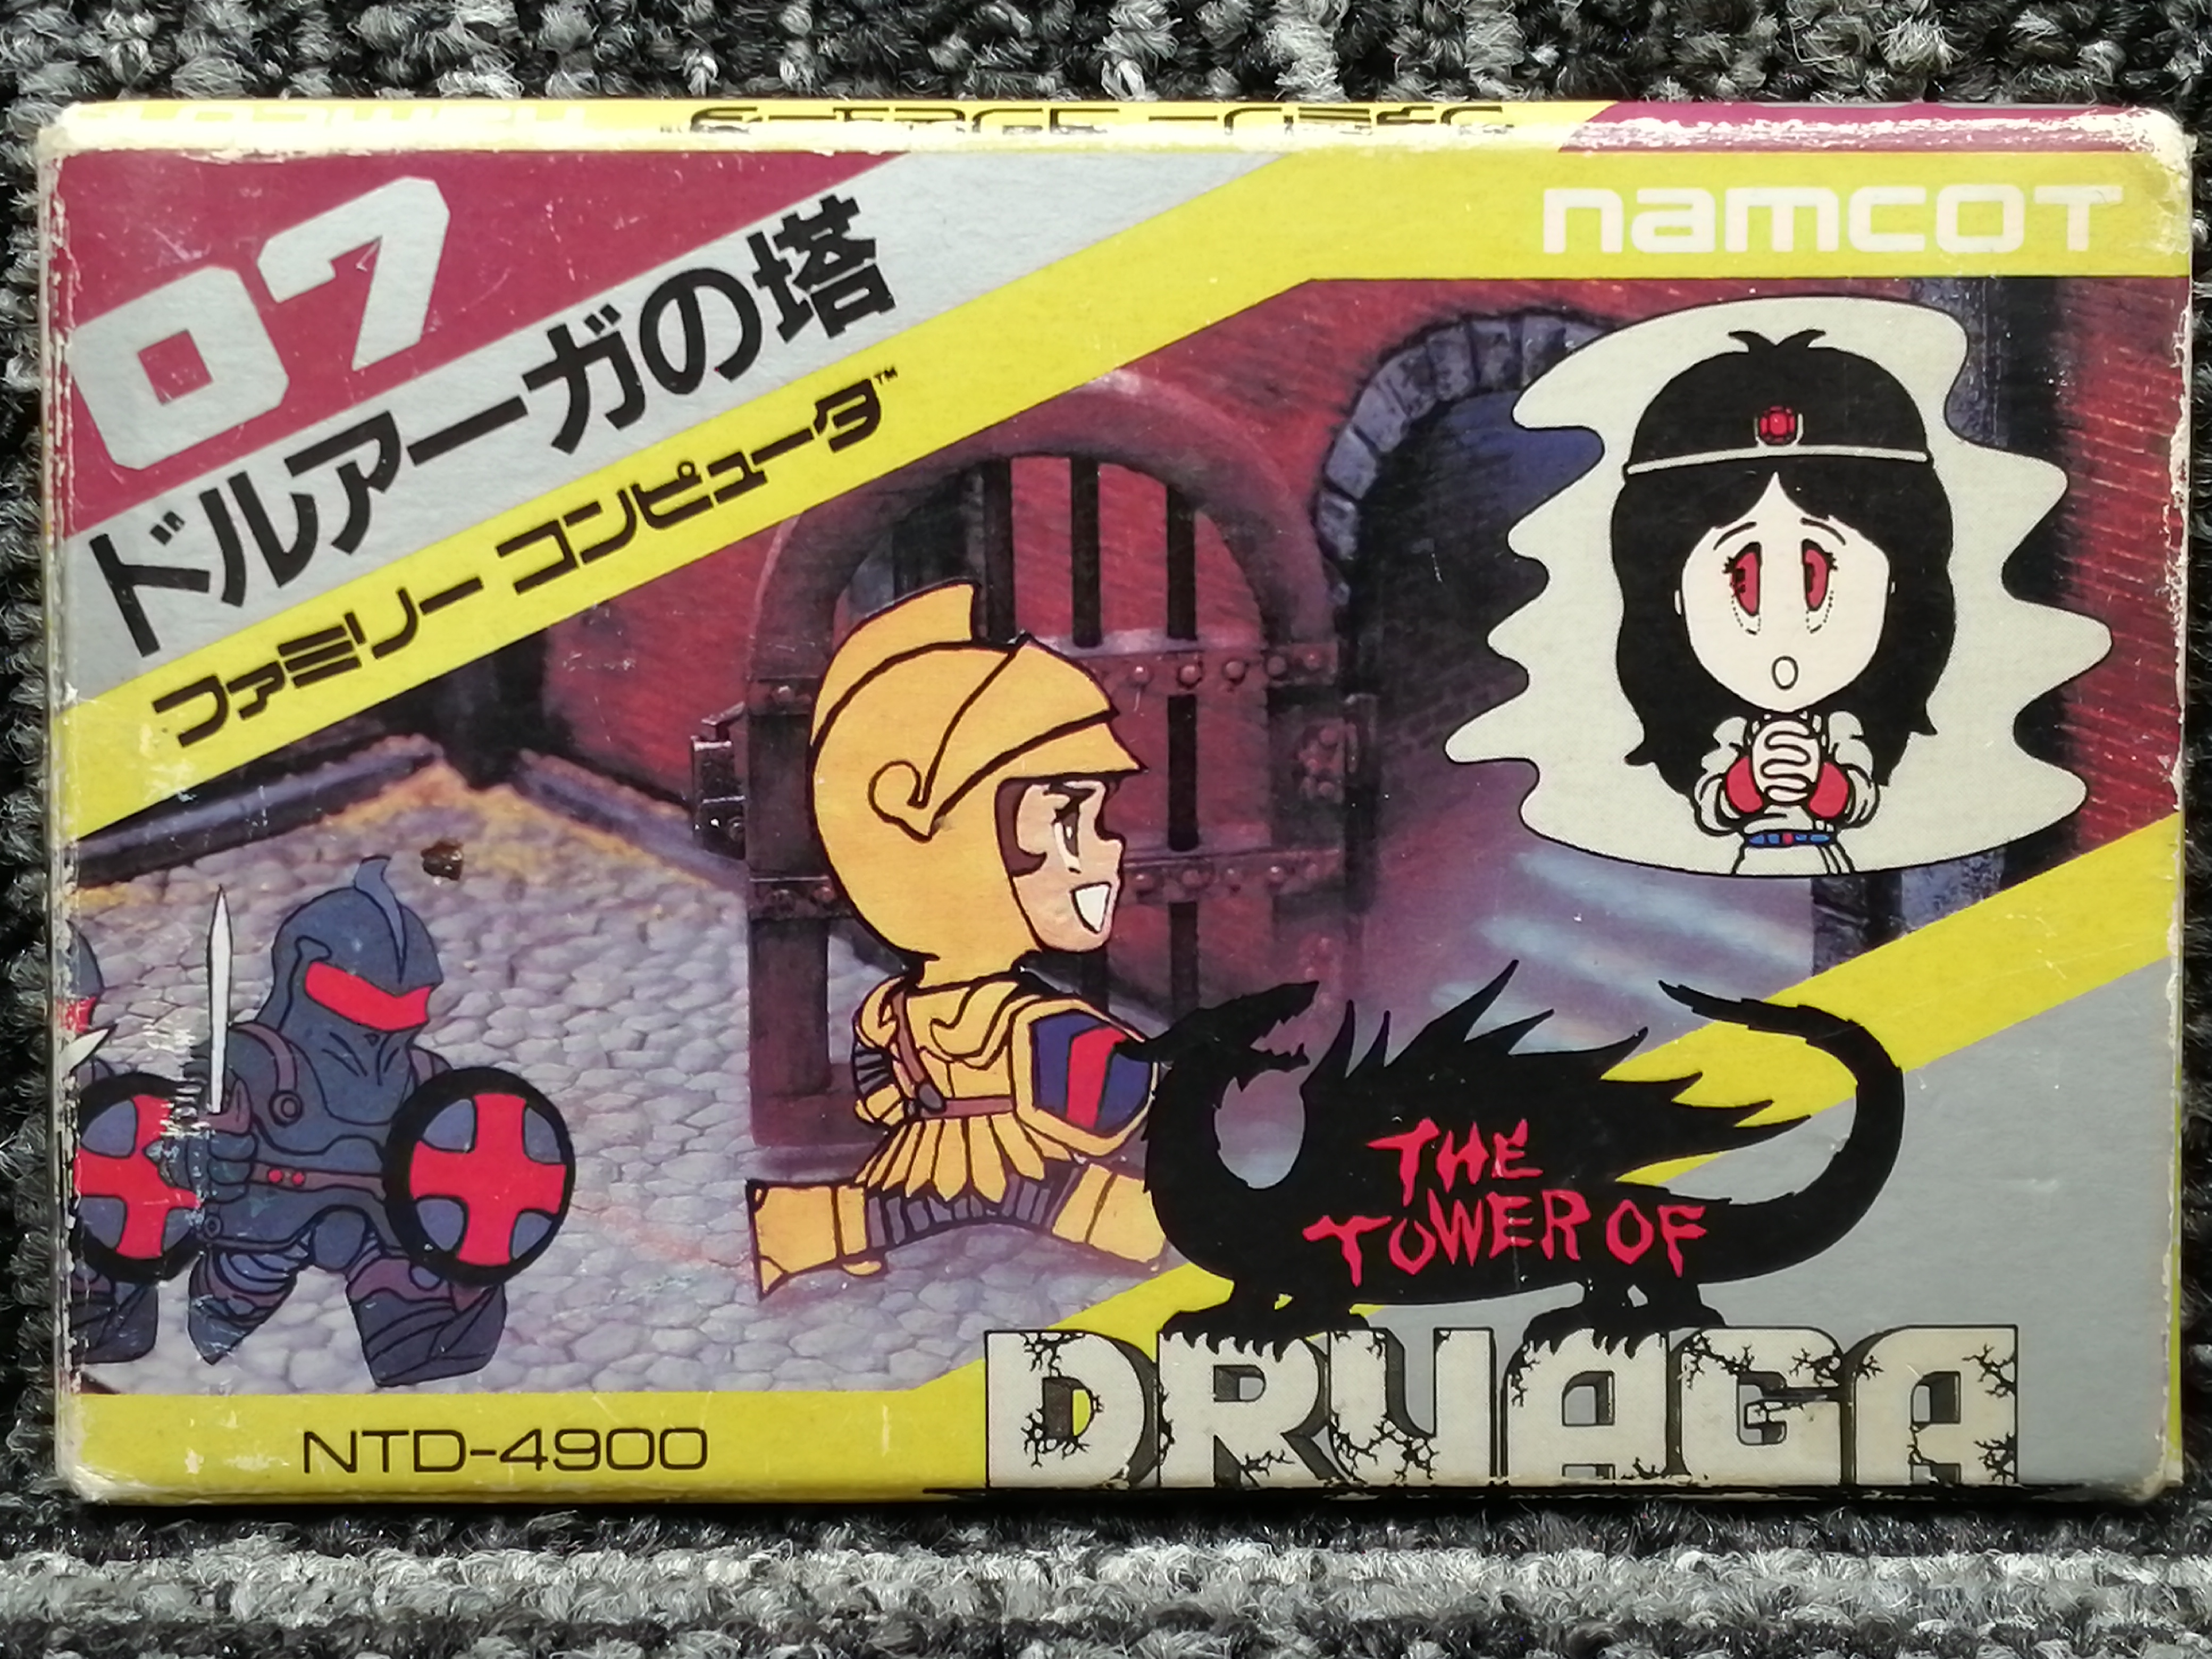 07
ドルアーガの塔
ファミリー コンピュータ™
namcot
THE
TOWER OF
DRUAGA
NTD-4900